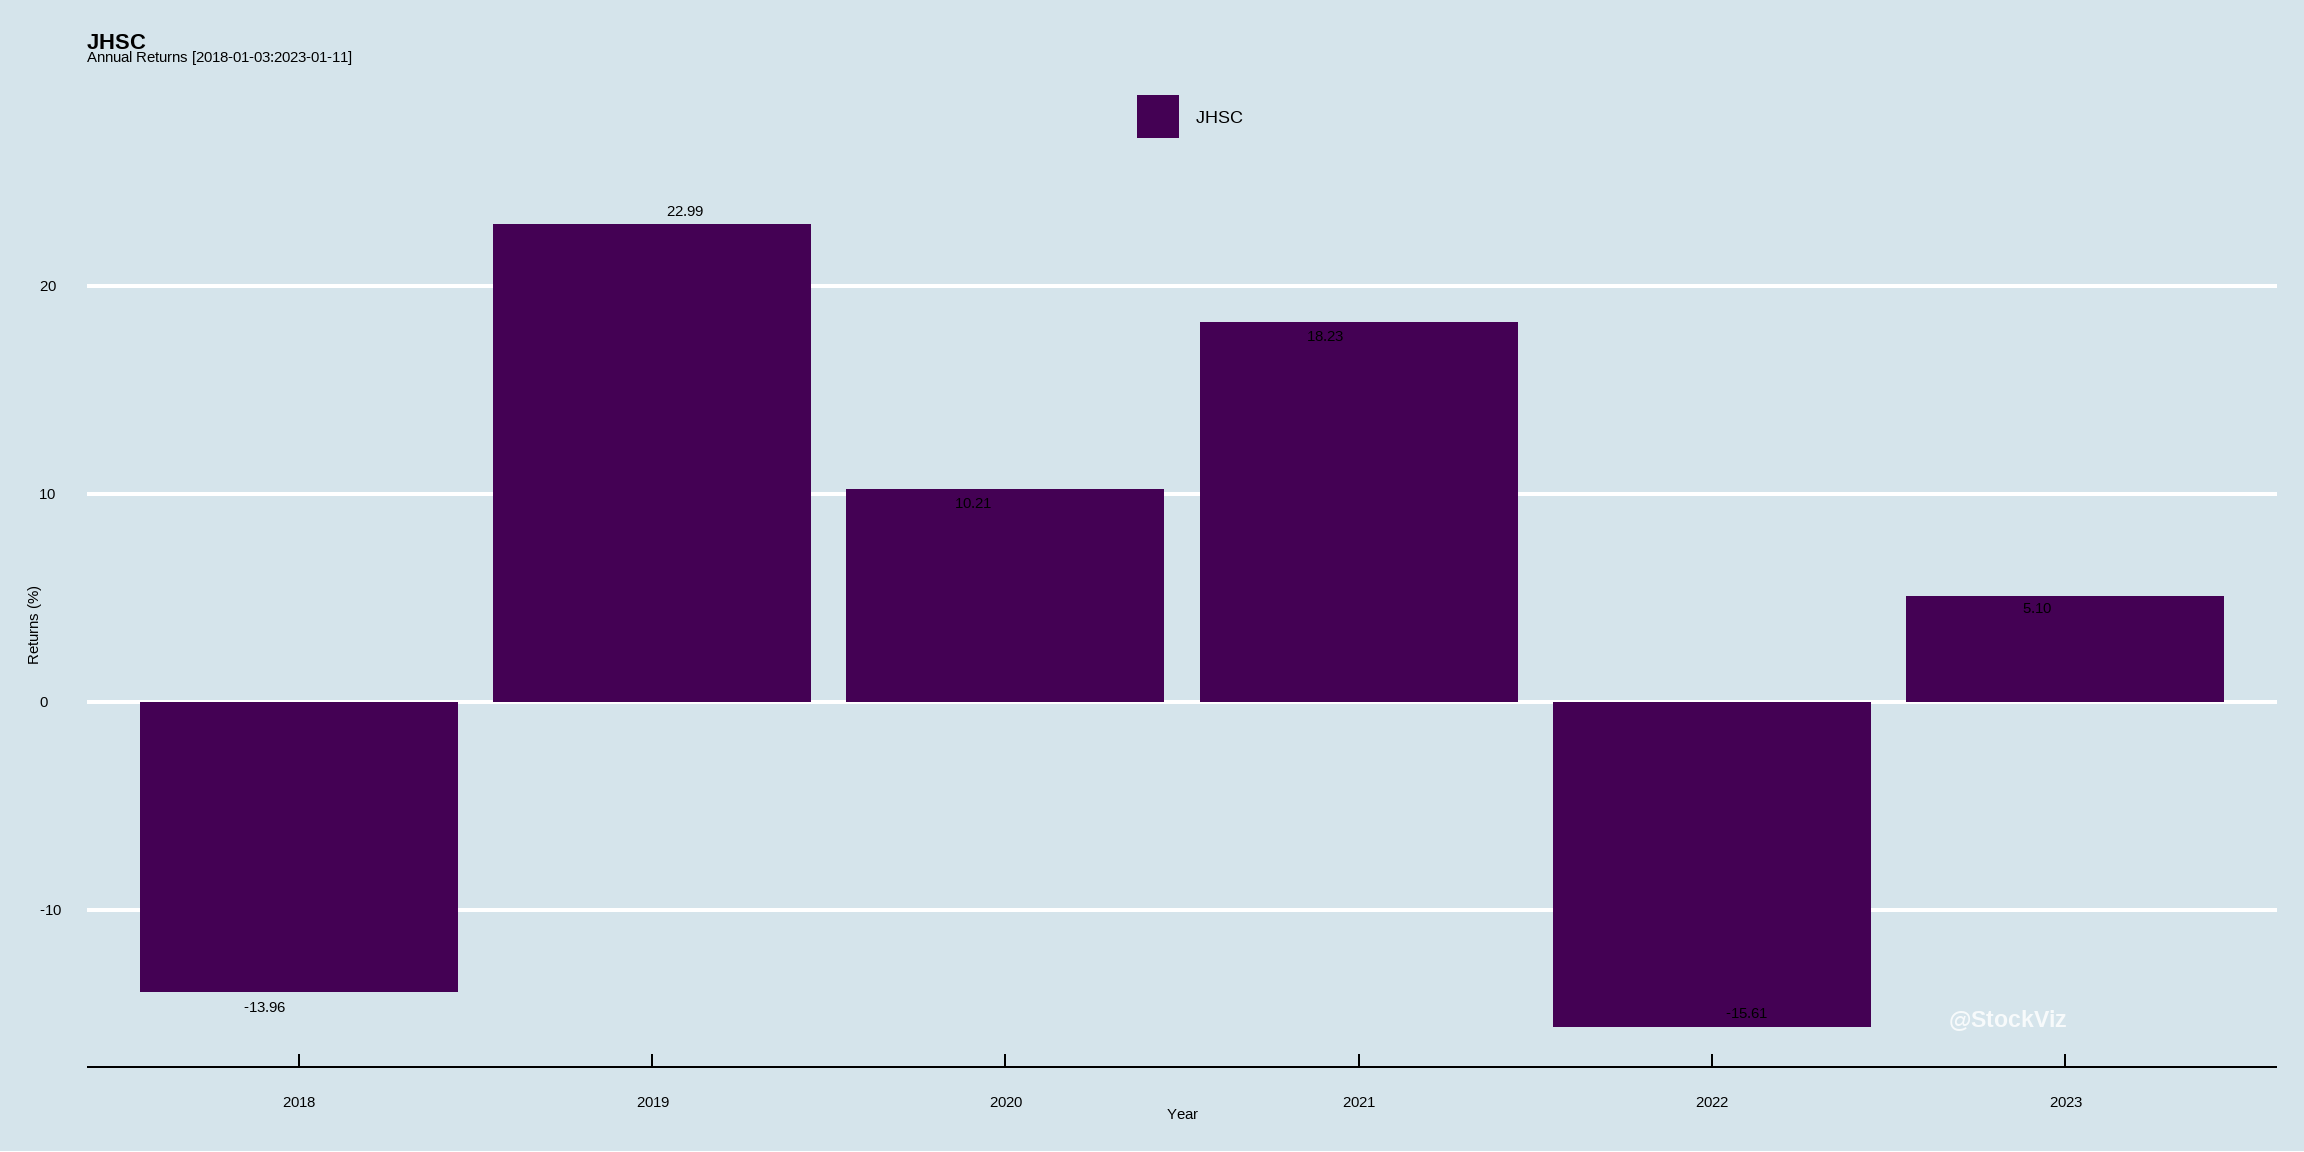 JHSC
Annual Returns [2018-01-03:2023-01-11]
JHSC
22.99
20
18.23
10
10.21
Returns (%)
5.10
0
-10
-13.96
-15.61
@StockViz
2018
2019
2020
2021
2022
2023
Year